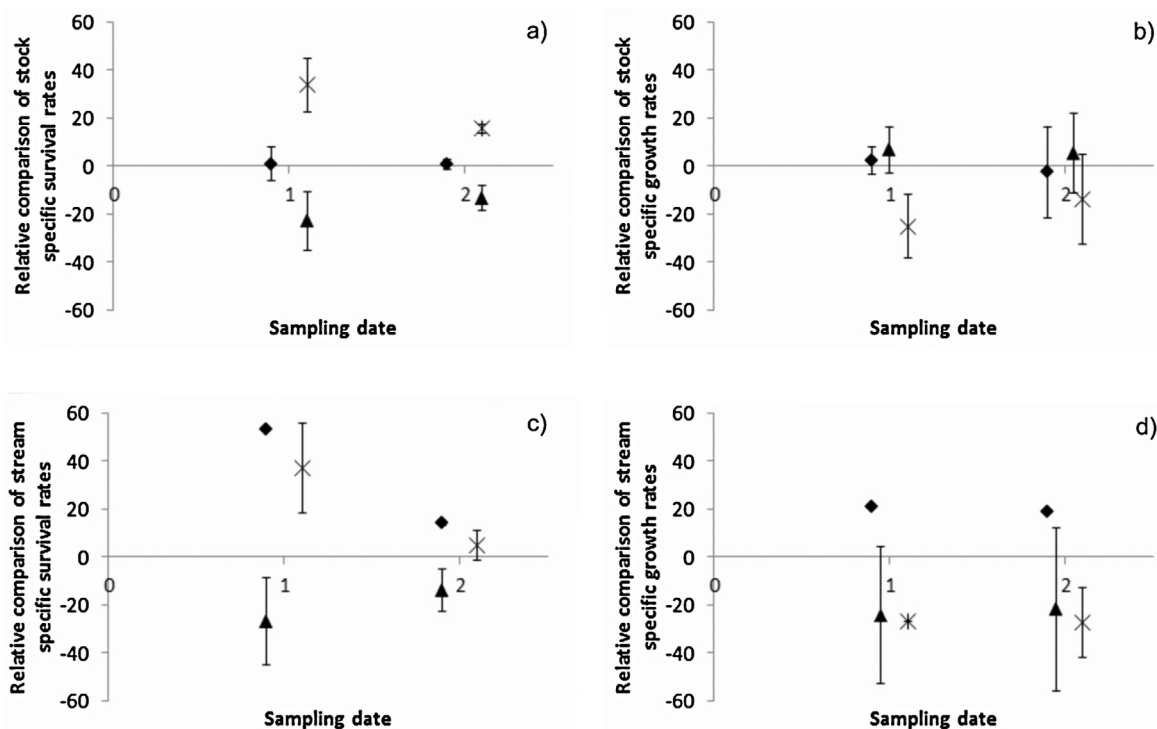 a)
Relative comparison of stock
specific survival rates
60
40
20
0
-20
-40
-60
0
1
2
Sampling date
b)
Relative comparison of stock
specific growth rates
60
40
20
0
-20
-40
-60
0
1
2
Sampling date
c)
Relative comparison of stream
specific survival rates
60
40
20
0
-20
-40
-60
0
1
2
Sampling date
d)
Relative comparison of stream
specific growth rates
60
40
20
0
-20
-40
-60
0
1
2
Sampling date